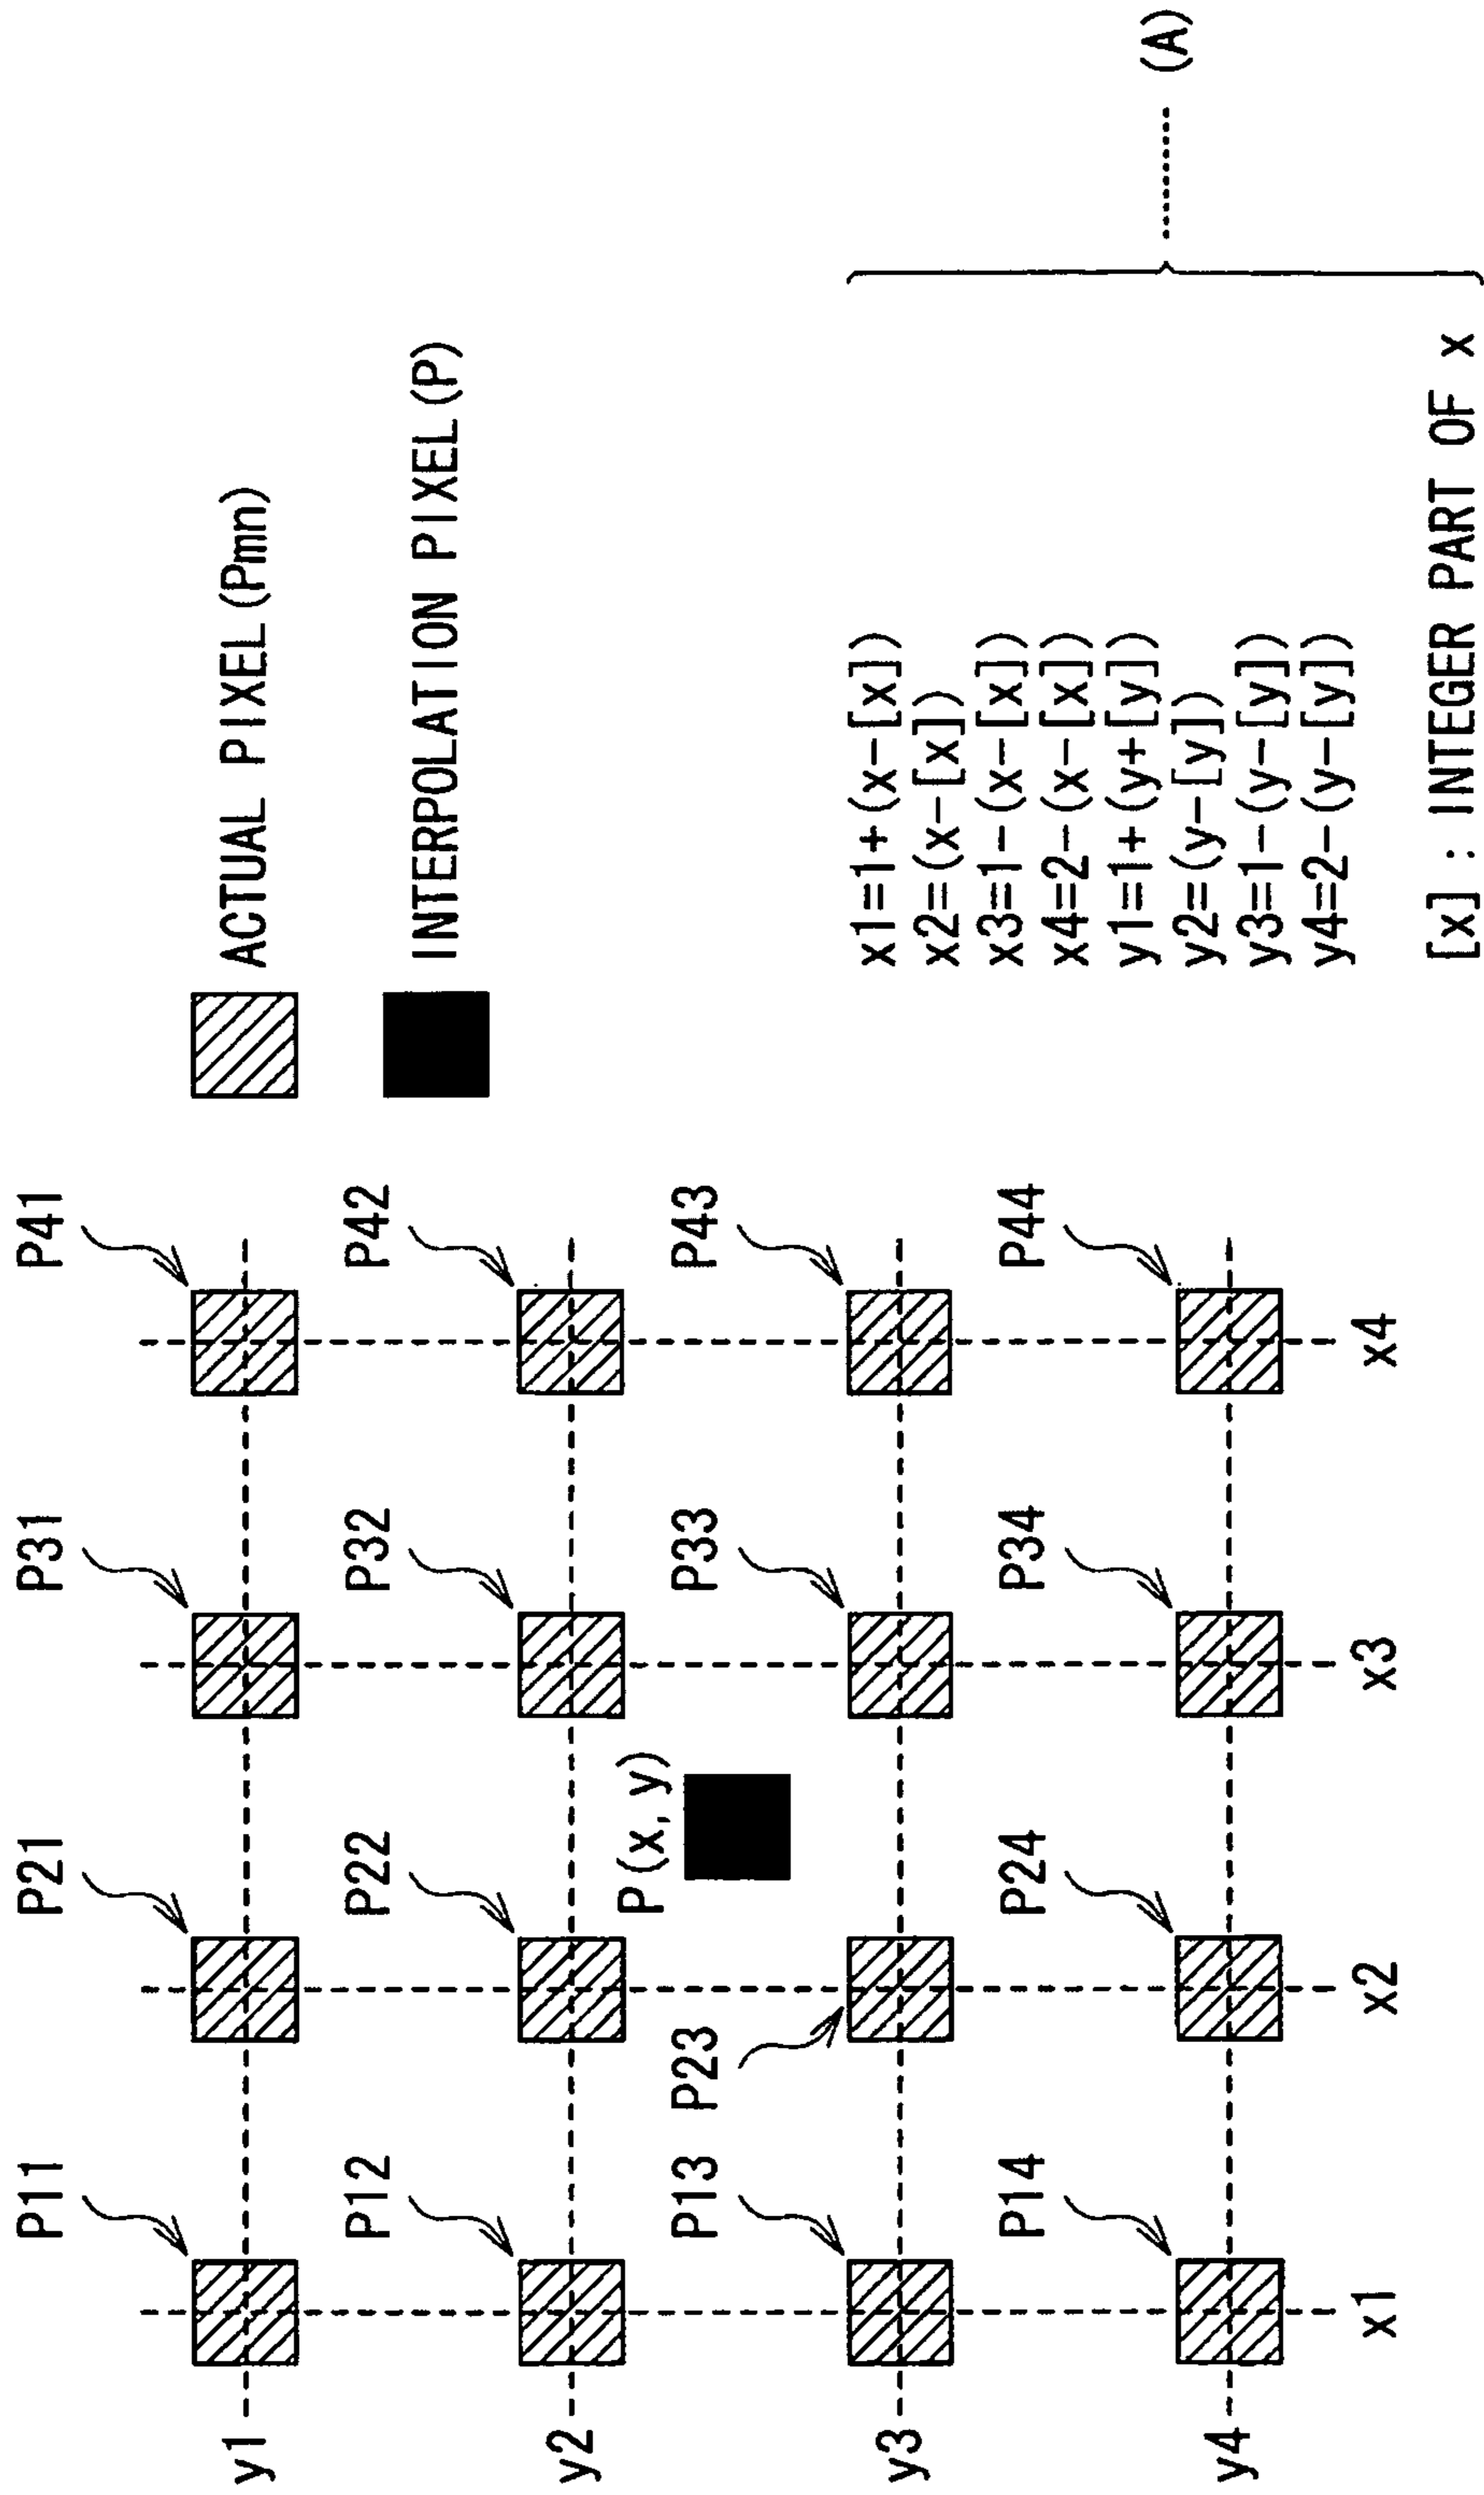 P11 P21 P31 P41
ACTUAL PIXEL(Pmn)
y1
P12 P22 P32 P42
INTERPOLATION PIXEL(P)
y2
P(x,y)
P13 P23 P33 P43
y3
x1=1+(x-[x])
x2=(x-[x])
x3=1-(x-[x])
x4=2-(x-[x])
y1=1+(y+[y])
y2=(y-[y])
y3=1-(y-[y])
y4=2-(y-[y])
(A)
P14 P24 P34 P44
y4
x1 x2 x3 x4
[x] : INTEGER PART OF x